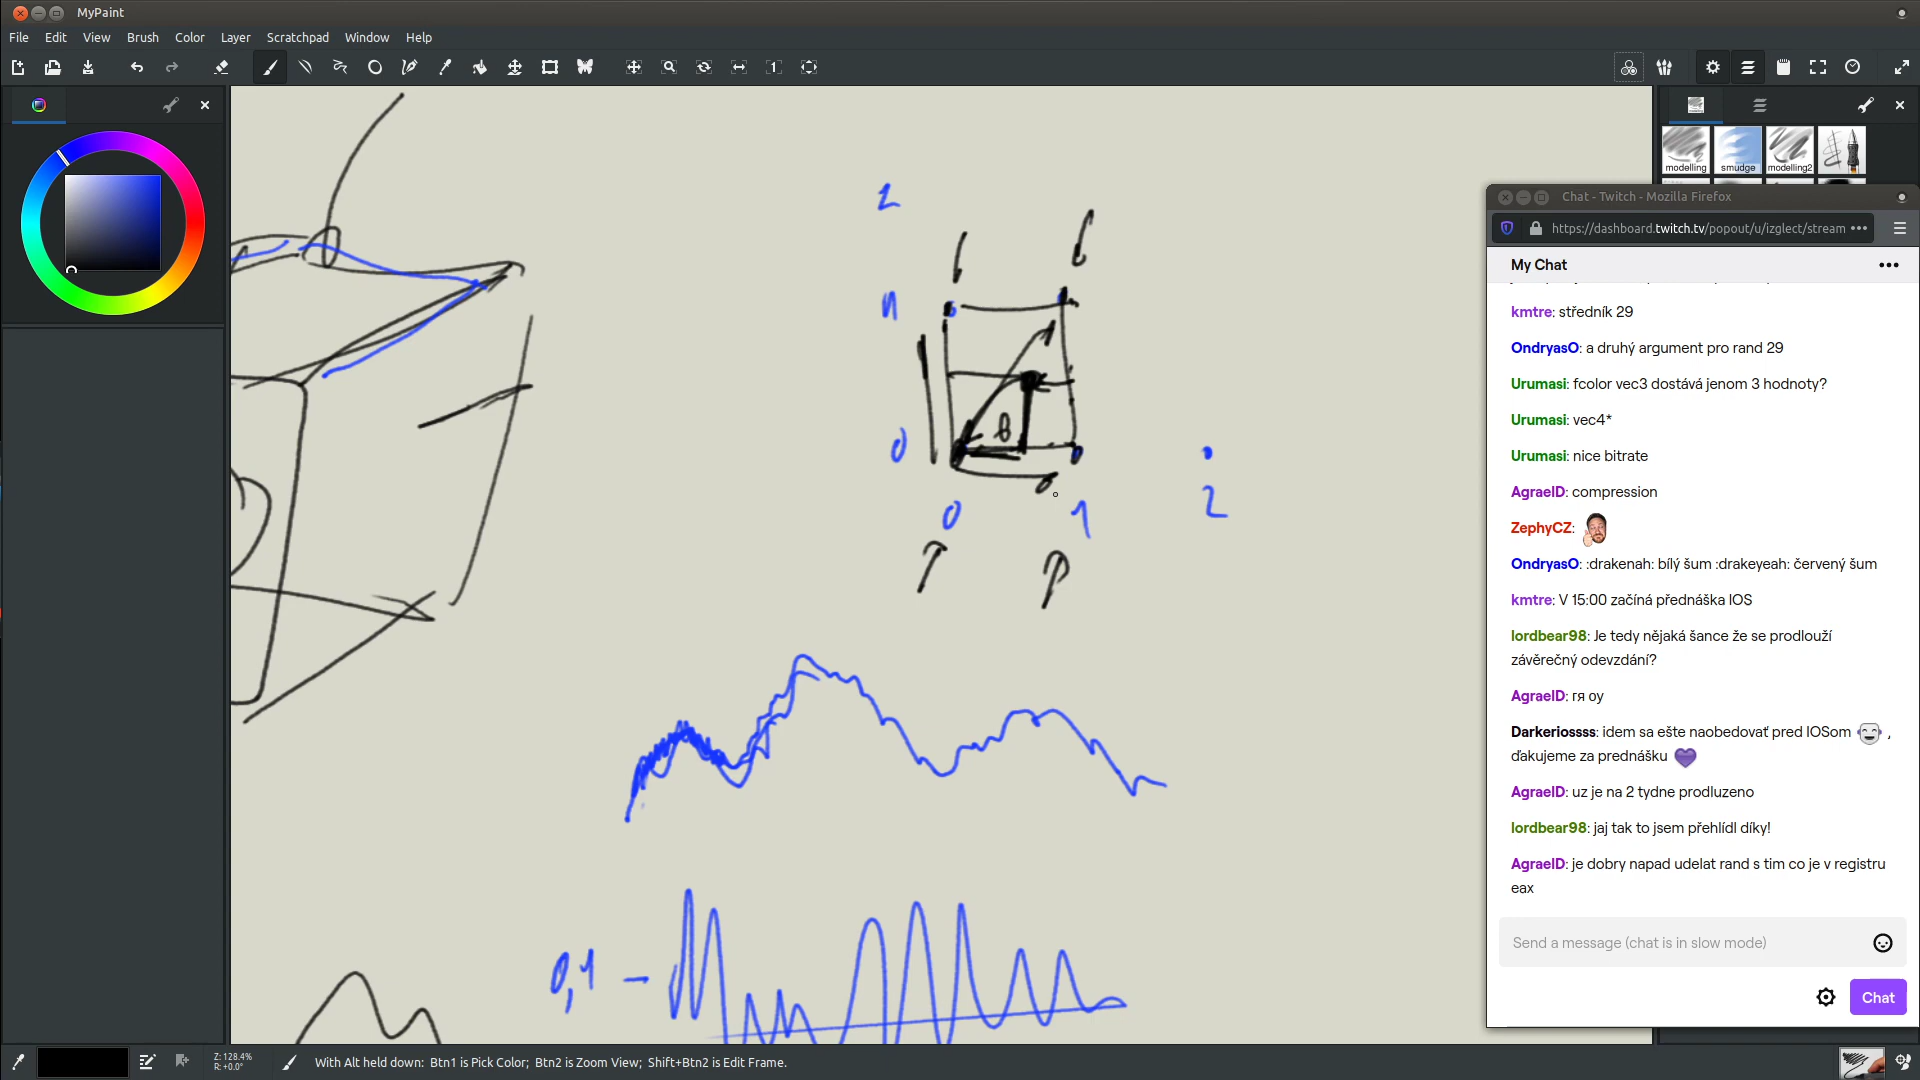 MyPaint
File Edit View Brush Color Layer Scratchpad Window Help
modelling smudge modelling2
Chat - Twitch - Mozilla Firefox
https://dashboard.twitch.tv/popout/u/izglect/stream
My Chat
kmtre: středník 29
OndryasO: a druhý argument pro rand 29
Urumasi: fcolor vec3 dostává jenom 3 hodnoty?
Urumasi: vec4*
Urumasi: nice bitrate
AgraelD: compression
ZephyCZ:
OndryasO: :drakenah: bílý šum :drakeyeah: červený šum
kmtre: V 15:00 začíná přednáška IOS
lordbear98: Je tedy nějaká šance že se prodlouží
závěrečný odevzdání?
AgraelD: гя оу
Darkeriossss: idem sa ešte naobedovať pred IOSom ,
ďakujeme za prednášku
AgraelD: uz je na 2 tydne prodluzeno
lordbear98: jaj tak to jsem přehlídl díky!
AgraelD: je dobry napad udelat rand s tim co je v registru
eax
Send a message (chat is in slow mode)
Chat
2
1
0
0 1 2
0,1
Z: 128.4%
R: +0.0°
With Alt held down: Btn1 is Pick Color; Btn2 is Zoom View; Shift+Btn2 is Edit Frame.